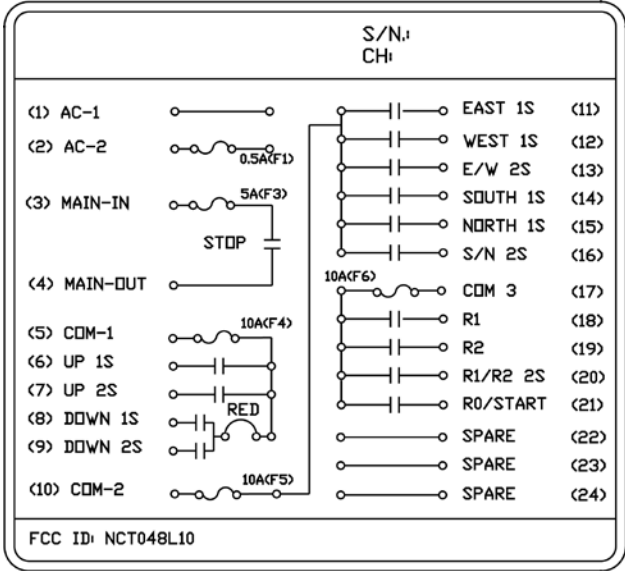 S/N:
CH:
(1) AC-1
(2) AC-2
0.5A(F1)
(3) MAIN-IN
5A(F3)
STOP
(4) MAIN-OUT
(5) COM-1
10A(F4)
(6) UP 1S
(7) UP 2S
(8) DOWN 1S
RED
(9) DOWN 2S
(10) COM-2
10A(F5)
EAST 1S (11)
WEST 1S (12)
E/W 2S (13)
SOUTH 1S (14)
NORTH 1S (15)
S/N 2S (16)
10A(F6)
COM 3 (17)
R1 (18)
R2 (19)
R1/R2 2S (20)
R0/START (21)
SPARE (22)
SPARE (23)
SPARE (24)
FCC ID: NCT048L10